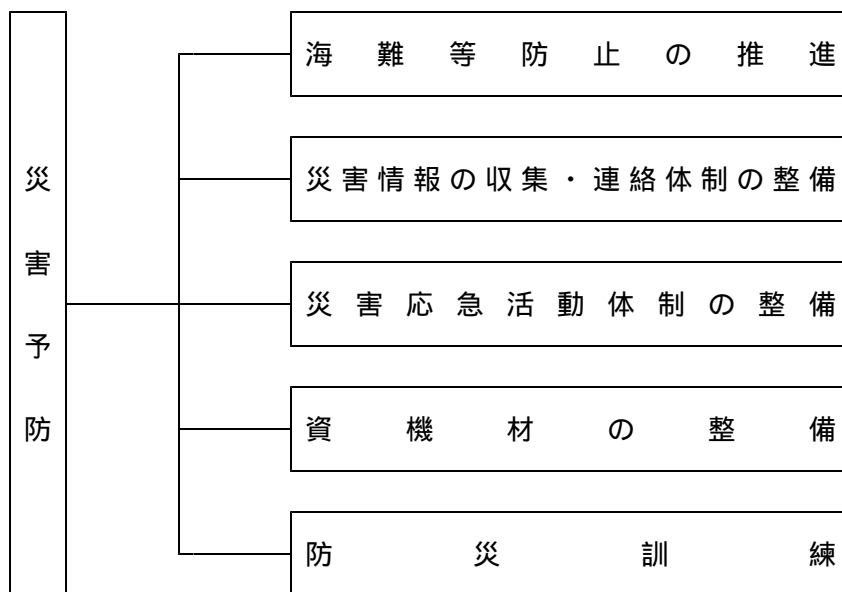 災害予防
海難等防止の推進
災害情報の収集・連絡体制の整備
災害応急活動体制の整備
資機材の整備
防災訓練